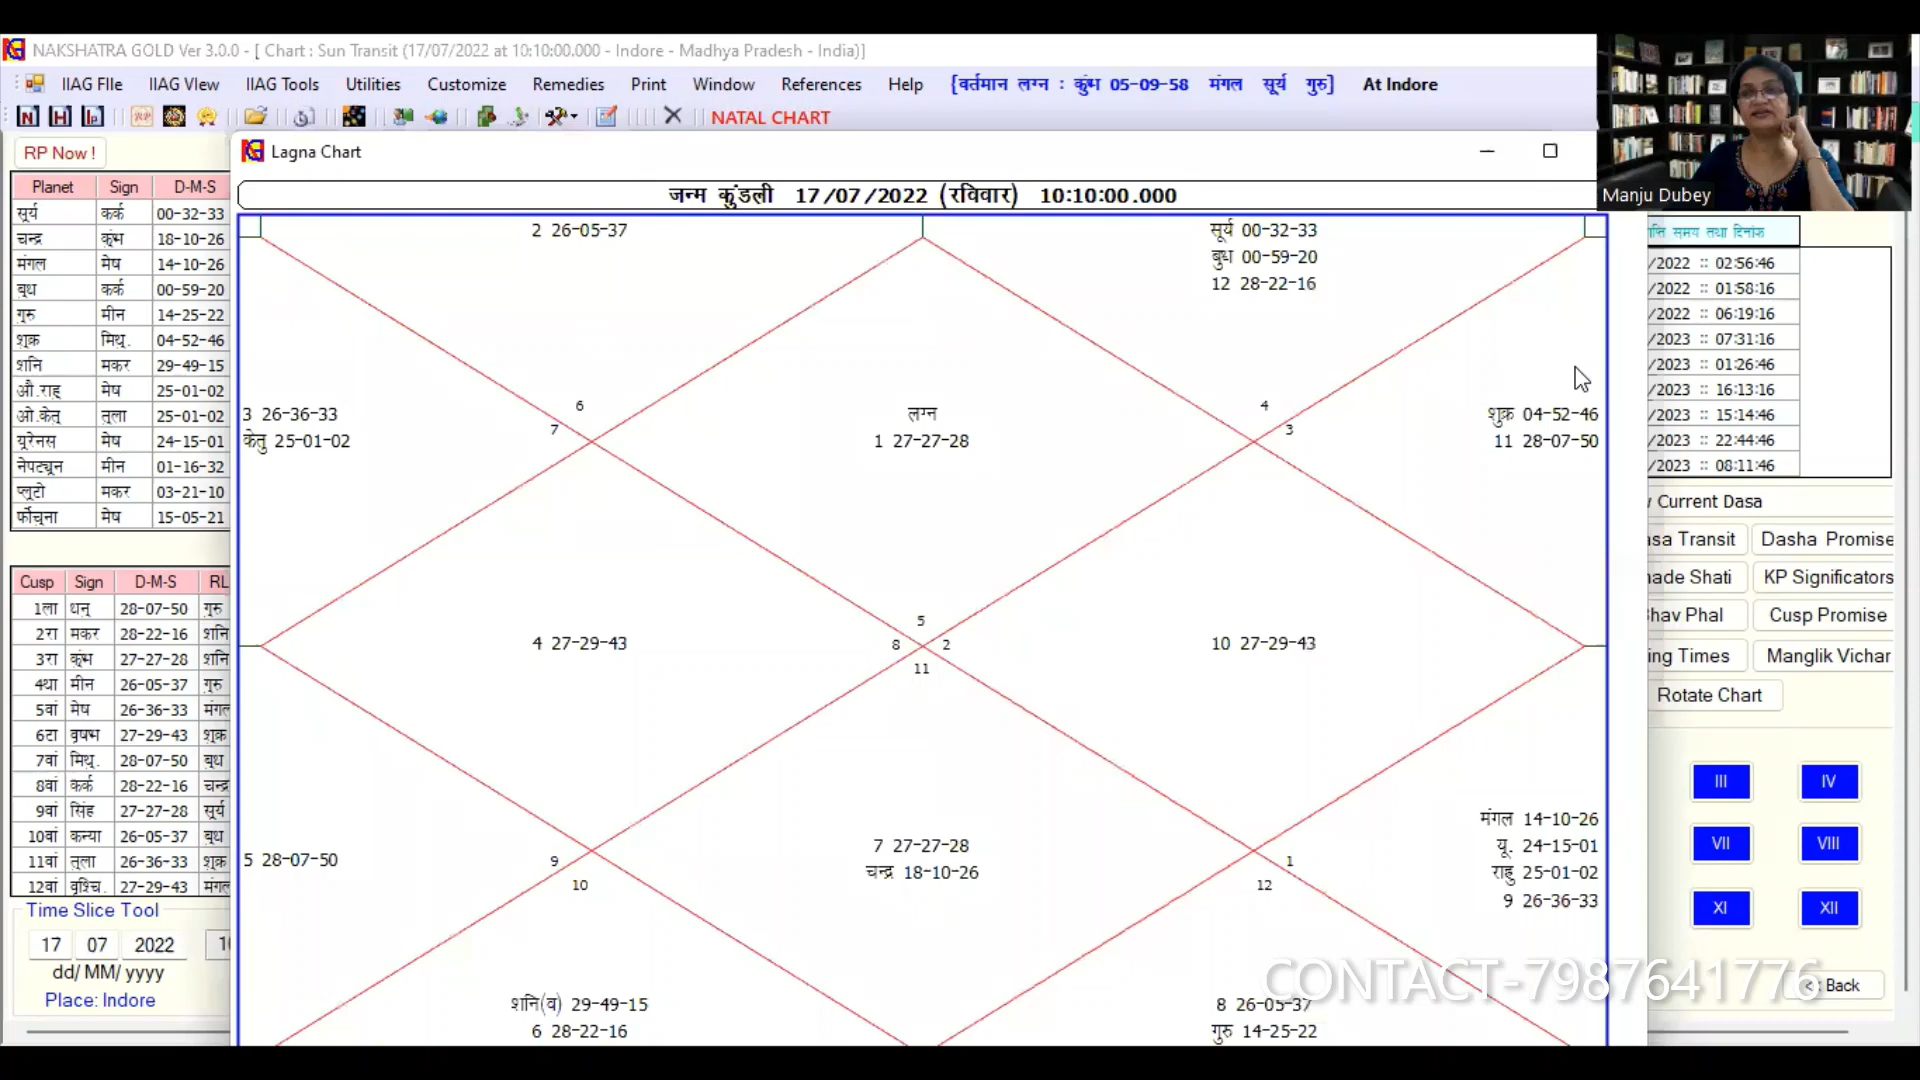 NAKSHATRA GOLD Ver 3.0.0 - [ Chart : Sun Transit (17/07/2022 at 10:10:00.000 - Indore - Madhya Pradesh - India)]
IIAG FIle IIAG VIew IIAG Tools Utilities Customize Remedies Print Window References Help [वर्तमान लग्न : कुंभ 05-09-58 मंगल सूर्य गुरु] At Indore
N H Ip RP NATAL CHART
RP Now !
Lagna Chart
Manju Dubey
Planet Sign D-M-S
सूर्य कर्क 00-32-33
चन्द्र कुंभ 18-10-26
मंगल मेष 14-10-26
बुध कर्क 00-59-20
गुरु मीन 14-25-22
शुक्र मिथु. 04-52-46
शनि मकर 29-49-15
औ.राहु मेष 25-01-02
ओ.केतु तुला 25-01-02
यूरेनस मेष 24-15-01
नेपट्यून मीन 01-16-32
प्लूटो मकर 03-21-10
फोर्चुना मेष 15-05-21
Cusp Sign D-M-S RL
1ला धनु 28-07-50 गुरु
2रा मकर 28-22-16 शनि
3रा कुंभ 27-27-28 शनि
4था मीन 26-05-37 गुरु
5वां मेष 26-36-33 मंगल
6टा वृषभ 27-29-43 शुक्र
7वां मिथु. 28-07-50 बुध
8वां कर्क 28-22-16 चन्द्र
9वां सिंह 27-27-28 सूर्य
10वां कन्या 26-05-37 बुध
11वां तुला 26-36-33 शुक्र
12वां वृश्चि. 27-29-43 मंगल
Time Slice Tool
17 07 2022
dd/ MM/ yyyy
Place: Indore
जन्म कुंडली 17/07/2022 (रविवार) 10:10:00.000
2 26-05-37
सूर्य 00-32-33
बुध 00-59-20
12 28-22-16
3 26-36-33
केतु 25-01-02
6
7
लग्न
1 27-27-28
4
3
शुक्र 04-52-46
11 28-07-50
4 27-29-43
5
8 2
11
10 27-29-43
5 28-07-50
9
10
7 27-27-28
चन्द्र 18-10-26
1
12
मंगल 14-10-26
यू. 24-15-01
राहु 25-01-02
9 26-36-33
शनि(व) 29-49-15
6 28-22-16
8 26-05-37
गुरु 14-25-22
समय तथा दिनांक
/2022 :: 02:56:46
/2022 :: 01:58:16
/2022 :: 06:19:16
/2023 :: 07:31:16
/2023 :: 01:26:46
/2023 :: 16:13:16
/2023 :: 15:14:46
/2023 :: 22:44:46
/2023 :: 08:11:46
Current Dasa
asa Transit Dasha Promise
hade Shati KP Significators
Bhav Phal Cusp Promise
ing Times Manglik Vichar
Rotate Chart
III IV
VII VIII
XI XII
<< Back
CONTACT-7987641776